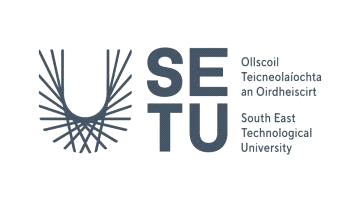 SE
TU
Ollscoil
Teicneolaíochta
an Oirdheiscirt
South East
Technological
University